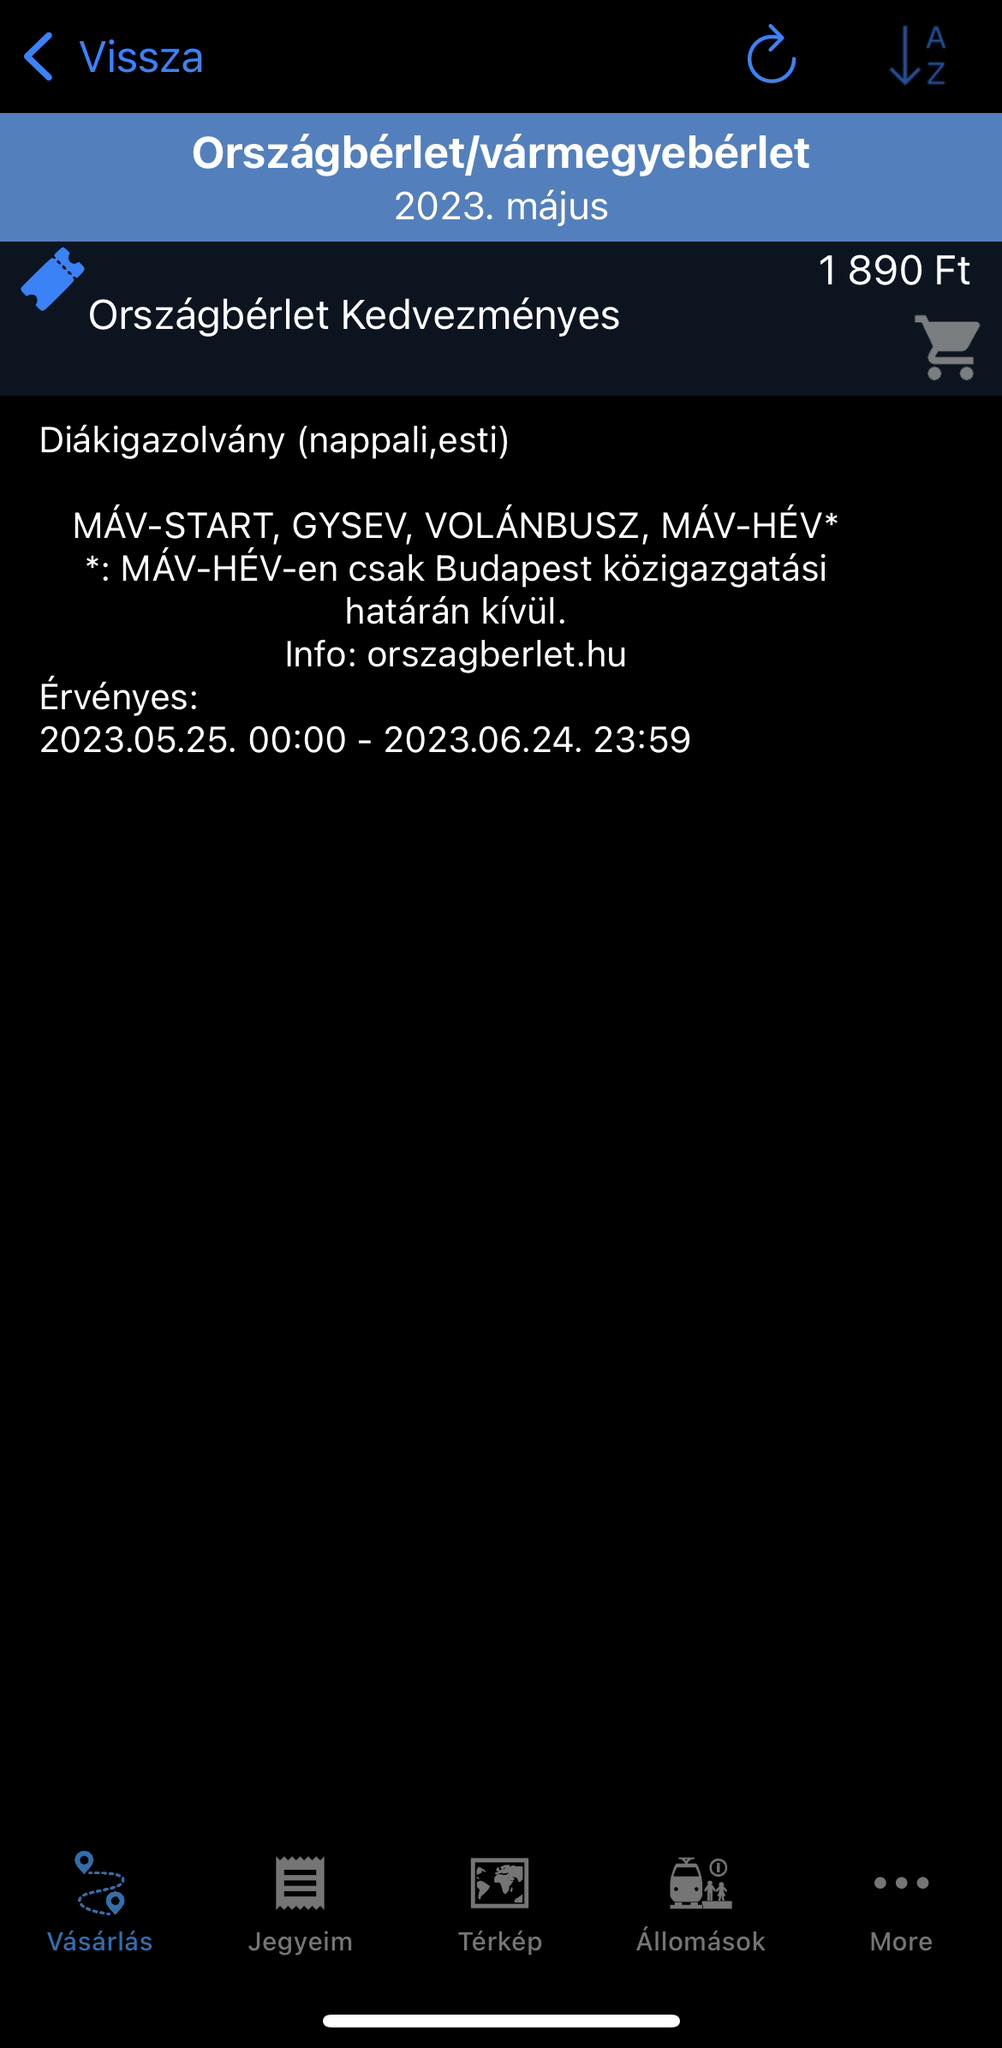 Vissza
A
Z
Országbérlet/vármegyebérlet
2023. május
1 890 Ft
Országbérlet Kedvezményes
Diákigazolvány (nappali,esti)
MÁV-START, GYSEV, VOLÁNBUSZ, MÁV-HÉV*
*: MÁV-HÉV-en csak Budapest közigazgatási
határán kívül.
Info: orszagberlet.hu
Érvényes:
2023.05.25. 00:00 - 2023.06.24. 23:59
Vásárlás
Jegyeim
Térkép
Állomások
More